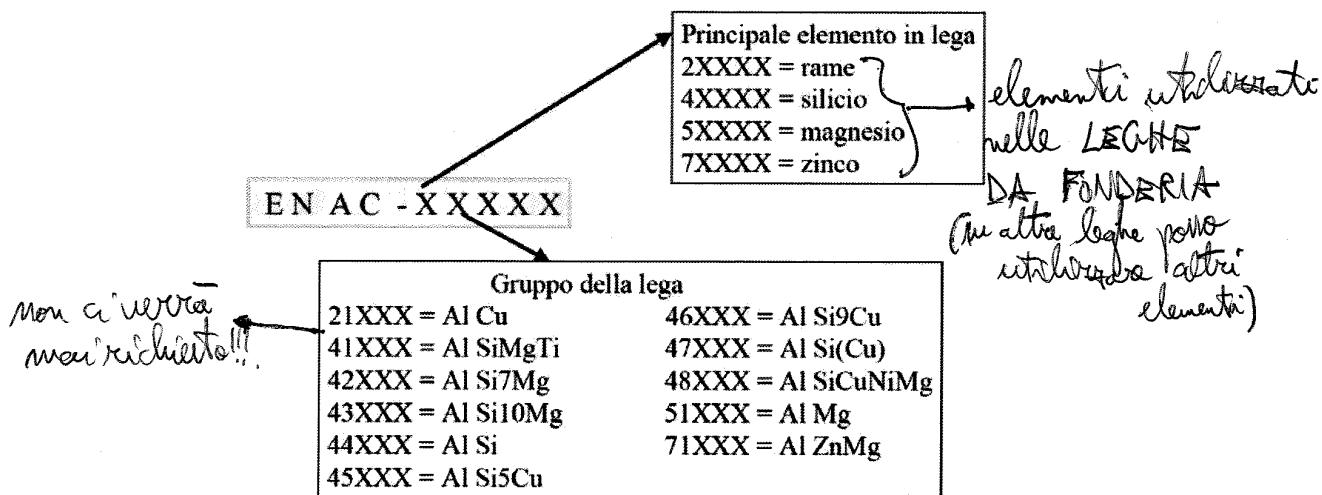 Principale elemento in lega
2XXXX = rame
4XXXX = silicio
5XXXX = magnesio
7XXXX = zinco
elementi utilizzati
nelle LEGHE
DA FONDERIA
(in altre leghe posso
utilizzare altri
elementi)
EN AC - X X X X X
Gruppo della lega
non ci verrà
mai richiesto!!!
21XXX = Al Cu
41XXX = Al SiMgTi
42XXX = Al Si7Mg
43XXX = Al Si10Mg
44XXX = Al Si
45XXX = Al Si5Cu
46XXX = Al Si9Cu
47XXX = Al Si(Cu)
48XXX = Al SiCuNiMg
51XXX = Al Mg
71XXX = Al ZnMg